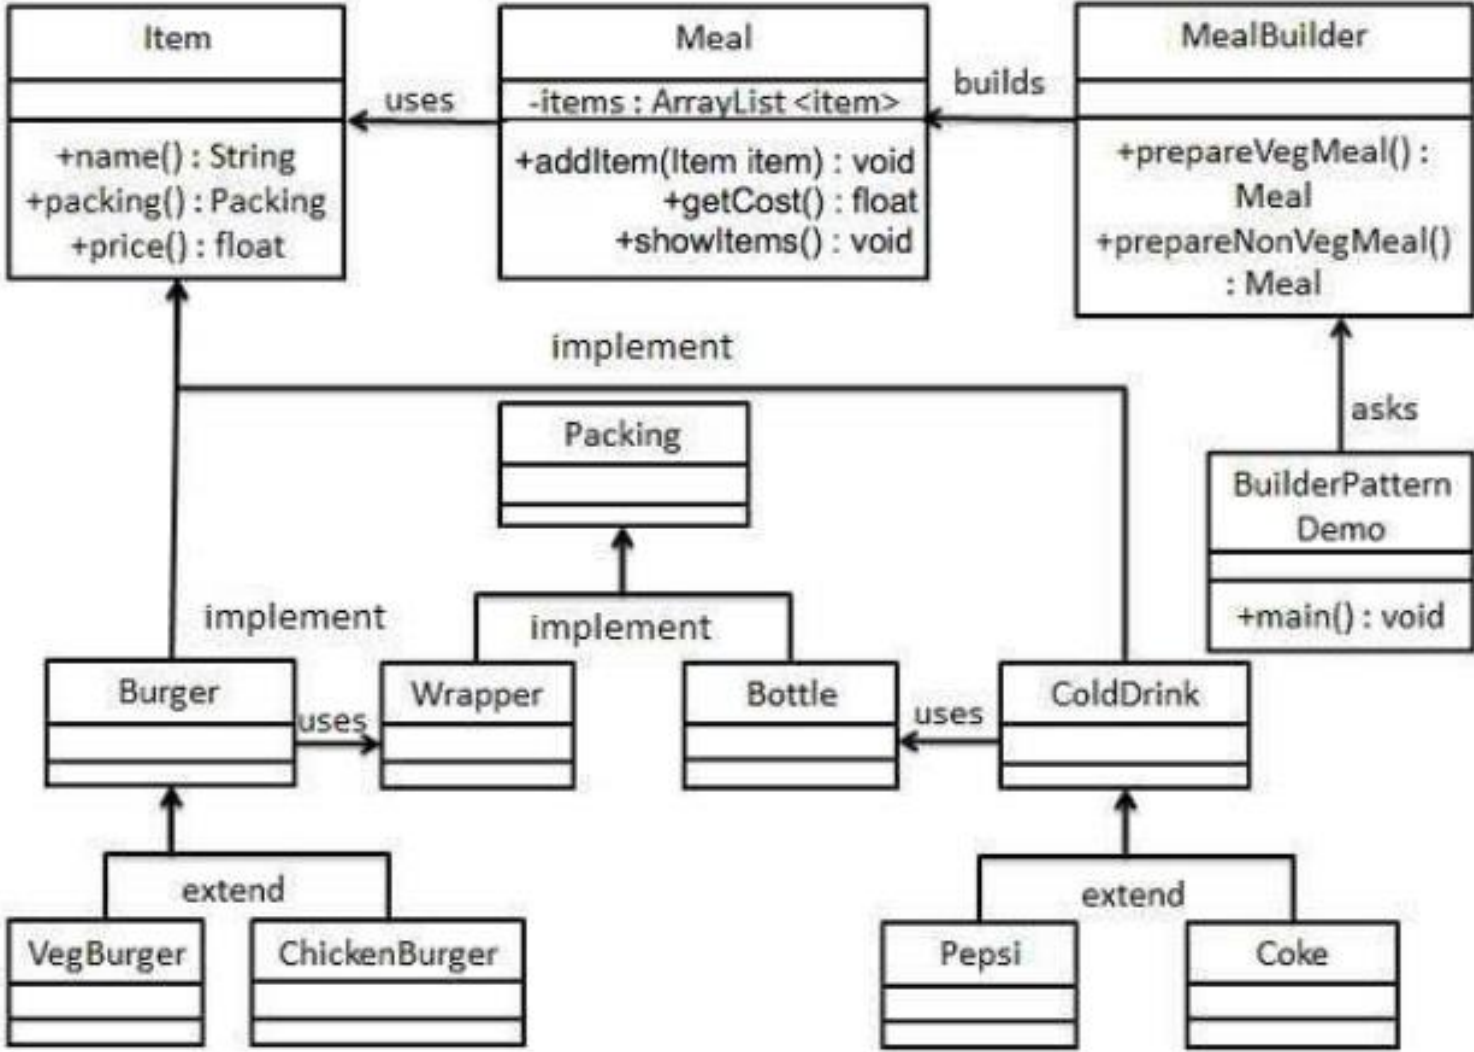 Item
+name() : String
+packing() : Packing
+price() : float
uses
Meal
-items : ArrayList <item>
+addItem(Item item) : void
+getCost() : float
+showItems() : void
builds
MealBuilder
+prepareVegMeal() :
Meal
+prepareNonVegMeal()
: Meal
implement
asks
Packing
BuilderPattern
Demo
+main() : void
implement
implement
Burger
uses
Wrapper
Bottle
uses
ColdDrink
extend
VegBurger
ChickenBurger
extend
Pepsi
Coke